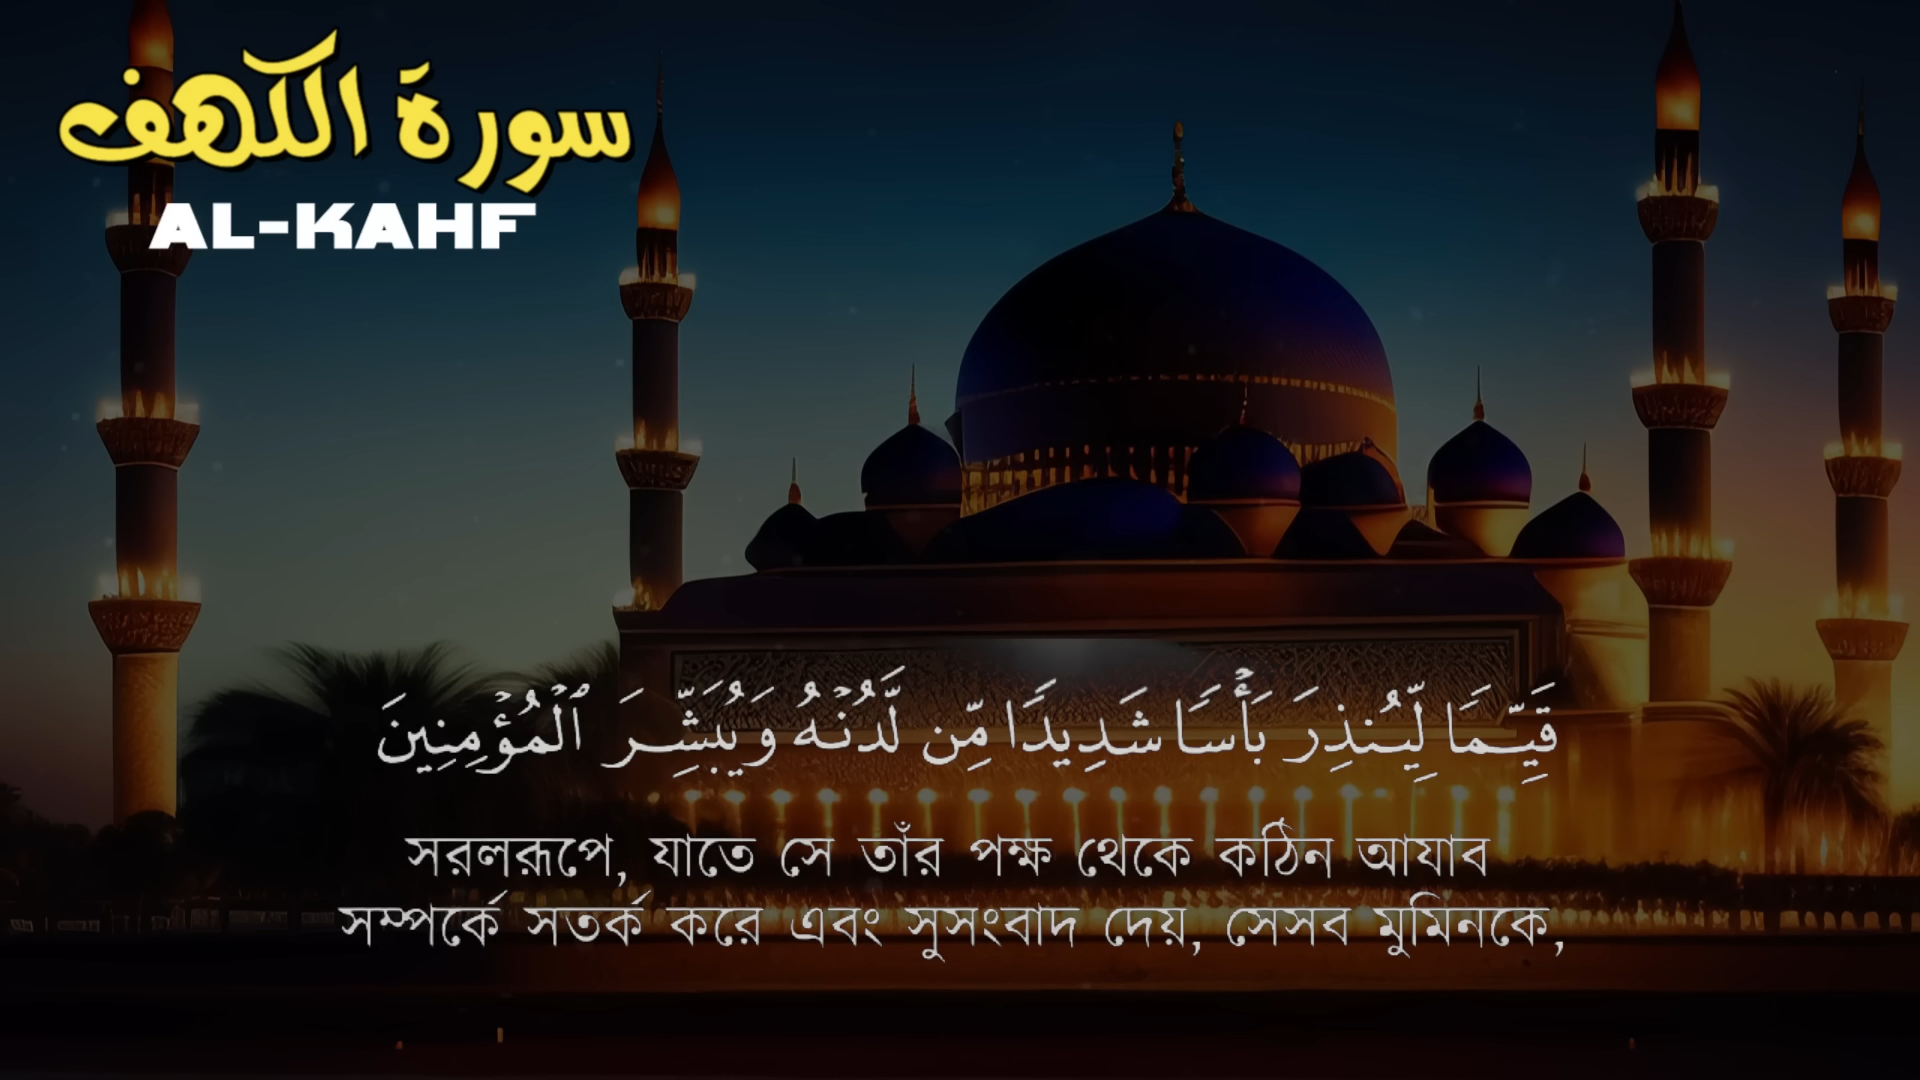 سورة الكهف
AL-KAHF
قَيِّمًا لِّيُنذِرَ بَأْسًا شَدِيدًا مِّن لَّدُنْهُ وَيُبَشِّرَ ٱلْمُؤْمِنِينَ
সরলরূপে, যাতে সে তাঁর পক্ষ থেকে কঠিন আযাব
সম্পর্কে সতর্ক করে এবং সুসংবাদ দেয়, সেসব মুমিনকে,